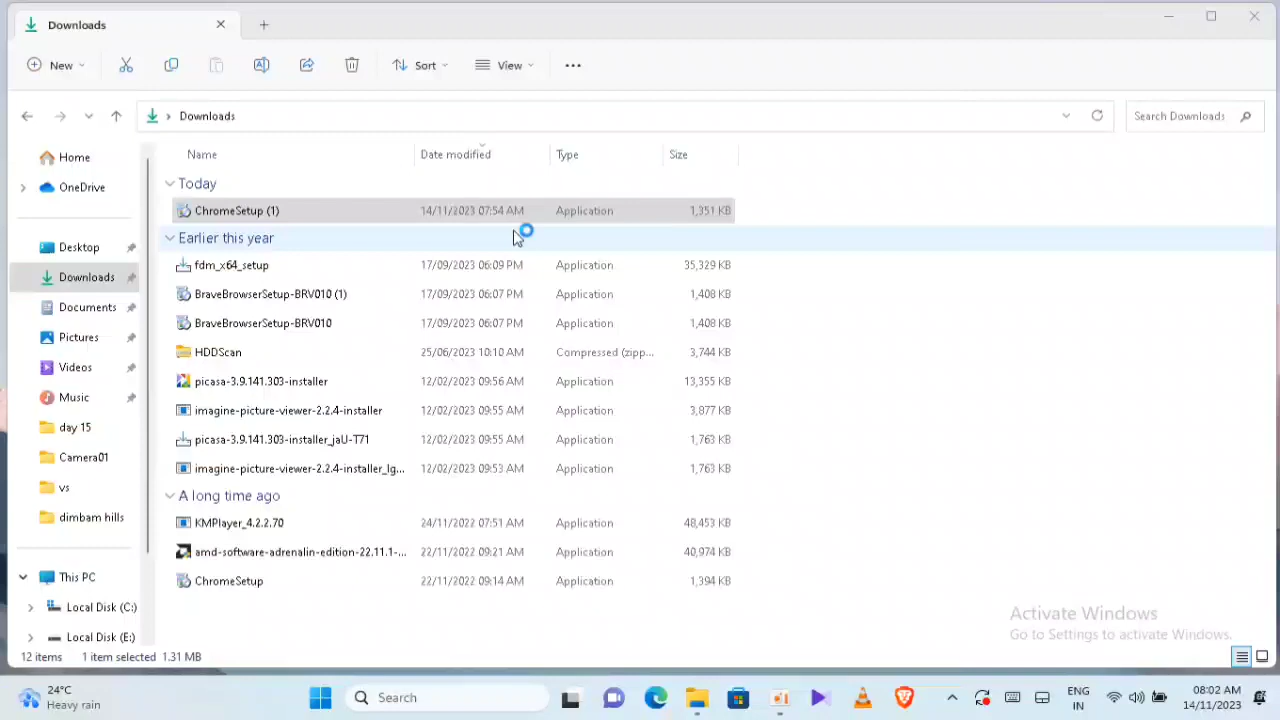 Downloads
New
Sort
View
Downloads
Search Downloads
Home
OneDrive
Desktop
Downloads
Documents
Pictures
Videos
Music
day 15
Camera01
vs
dimbam hills
This PC
Local Disk (C:)
Local Disk (E:)
Name Date modified Type Size
Today
ChromeSetup (1) 14/11/2023 07:54 AM Application 1,351 KB
Earlier this year
fdm_x64_setup 17/09/2023 06:09 PM Application 35,329 KB
BraveBrowserSetup-BRV010 (1) 17/09/2023 06:07 PM Application 1,408 KB
BraveBrowserSetup-BRV010 17/09/2023 06:07 PM Application 1,408 KB
HDDScan 25/06/2023 10:10 AM Compressed (zipp... 3,744 KB
picasa-3.9.141.303-installer 12/02/2023 09:56 AM Application 13,355 KB
imagine-picture-viewer-2.2.4-installer 12/02/2023 09:55 AM Application 3,877 KB
picasa-3.9.141.303-installer_jaU-T71 12/02/2023 09:55 AM Application 1,763 KB
imagine-picture-viewer-2.2.4-installer_lg... 12/02/2023 09:53 AM Application 1,763 KB
A long time ago
KMPlayer_4.2.2.70 24/11/2022 07:51 AM Application 48,453 KB
amd-software-adrenalin-edition-22.11.1-... 22/11/2022 09:21 AM Application 40,974 KB
ChromeSetup 22/11/2022 09:14 AM Application 1,394 KB
Activate Windows
Go to Settings to activate Windows.
12 items 1 item selected 1.31 MB
24°C
Heavy rain
Search
ENG
IN
08:02 AM
14/11/2023